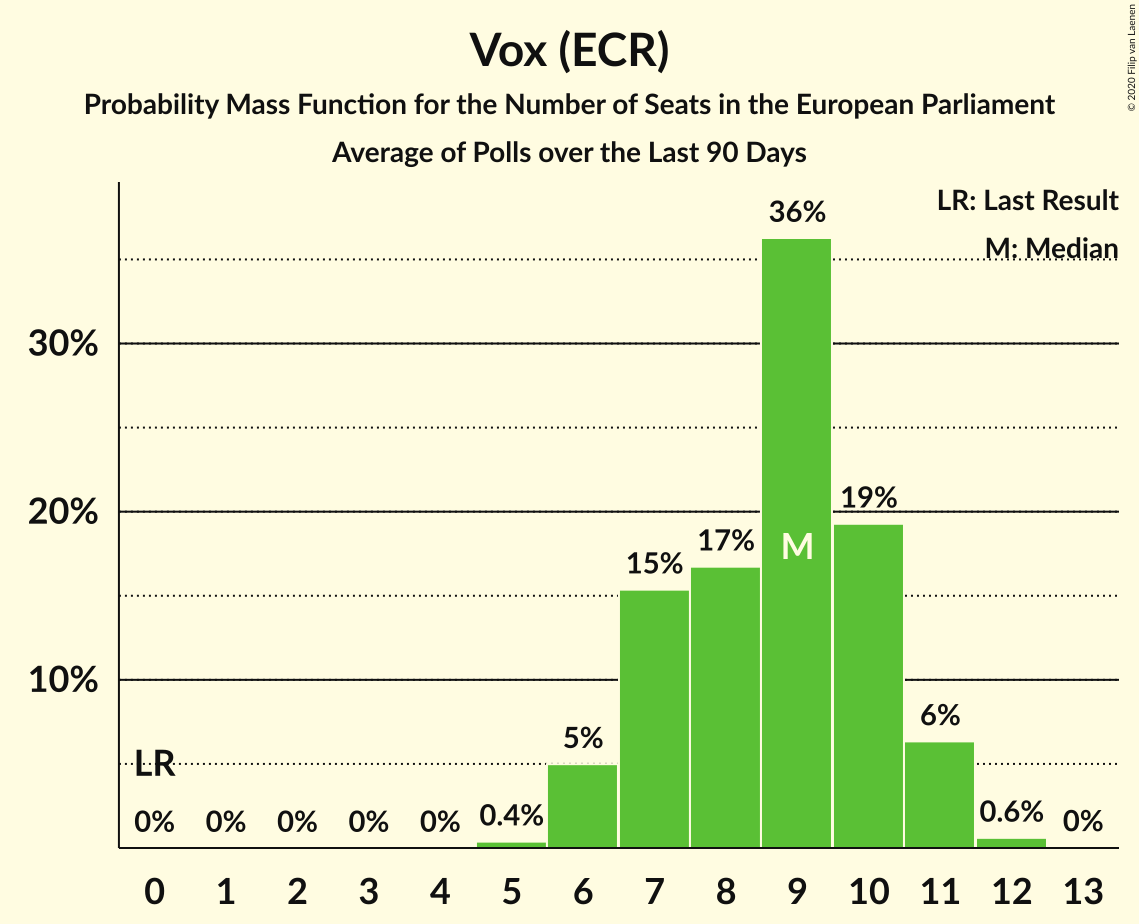 Vox (ECR)
Probability Mass Function for the Number of Seats in the European Parliament
Average of Polls over the Last 90 Days
© 2020 Filip van Laenen
LR: Last Result
M: Median
36%
30%
20%
19%
M
17%
15%
10%
6%
5%
LR
0% 0% 0% 0% 0% 0.4% 0.6% 0%
0 1 2 3 4 5 6 7 8 9 10 11 12 13